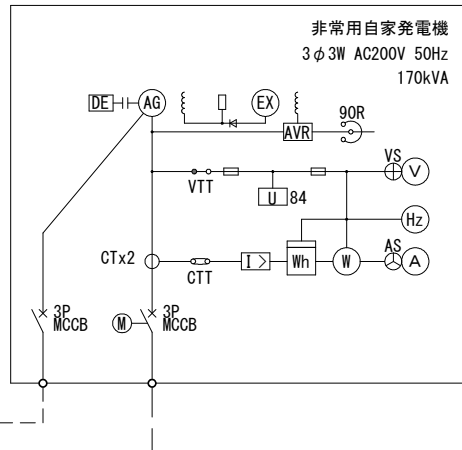 非常用自家発電機
3φ3W AC200V 50Hz
170kVA
DE
AG
EX
AVR
90R
VTT
U
84
VS
V
Hz
CTx2
CTT
I >
Wh
W
AS
A
3P
MCCB
M
3P
MCCB